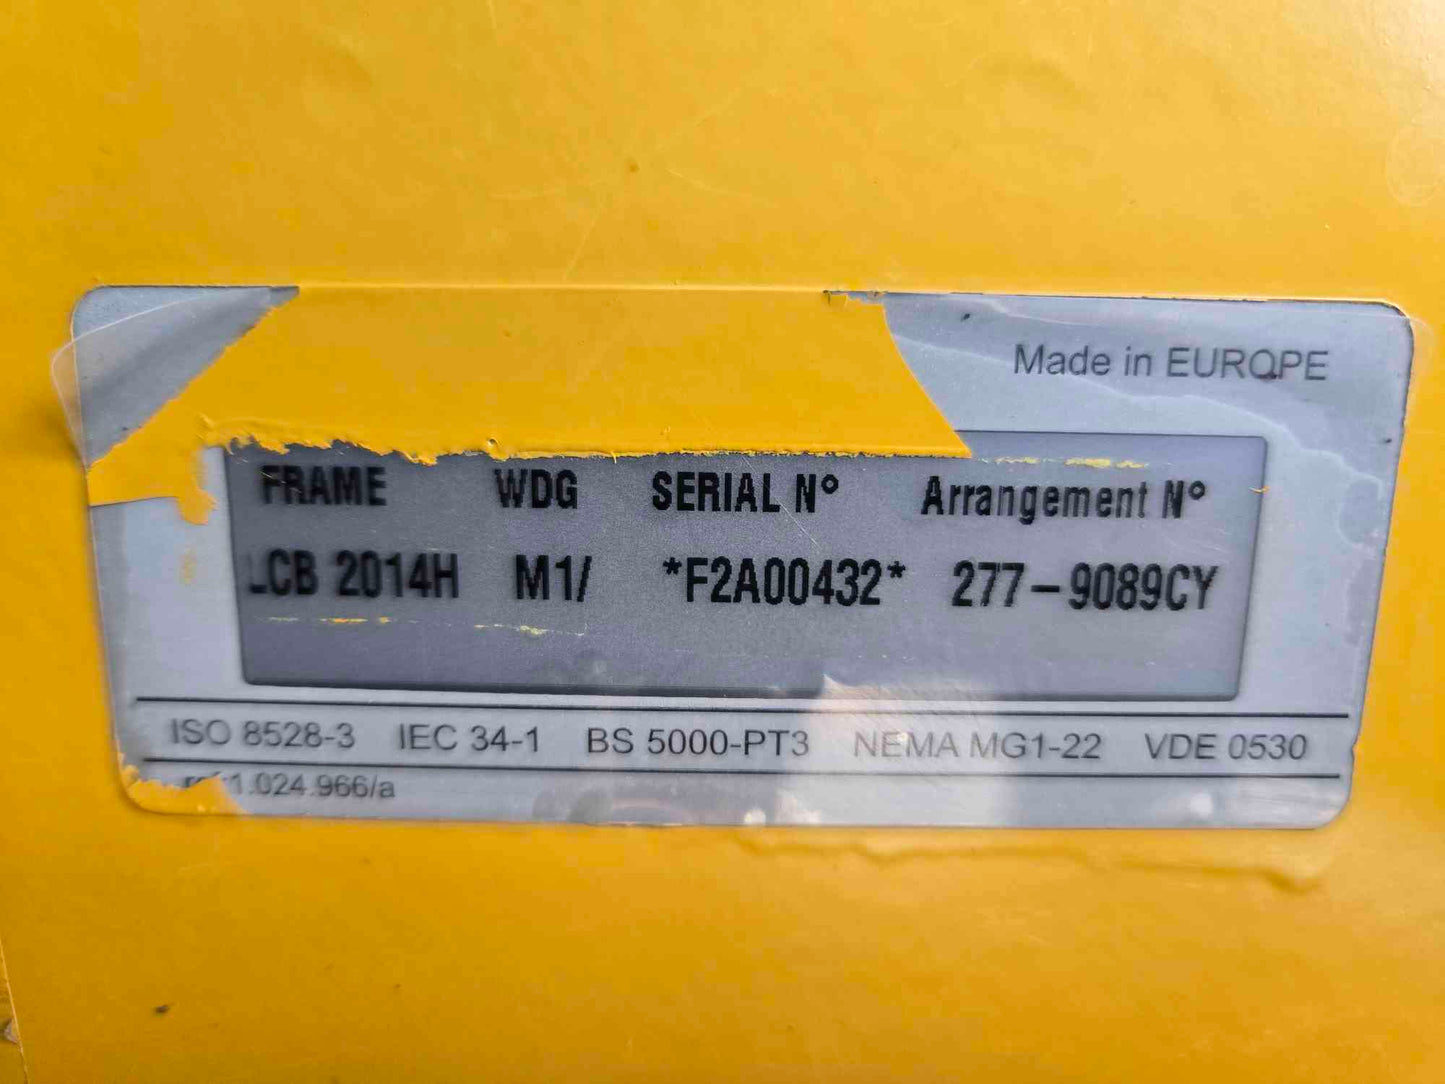 Made in EUROPE
FRAME WDG SERIAL N° Arrangement N°
LCB 2014H M1/ *F2A00432* 277-9089CY
ISO 8528-3 IEC 34-1 BS 5000-PT3 NEMA MG1-22 VDE 0530
ref1.024.966/a